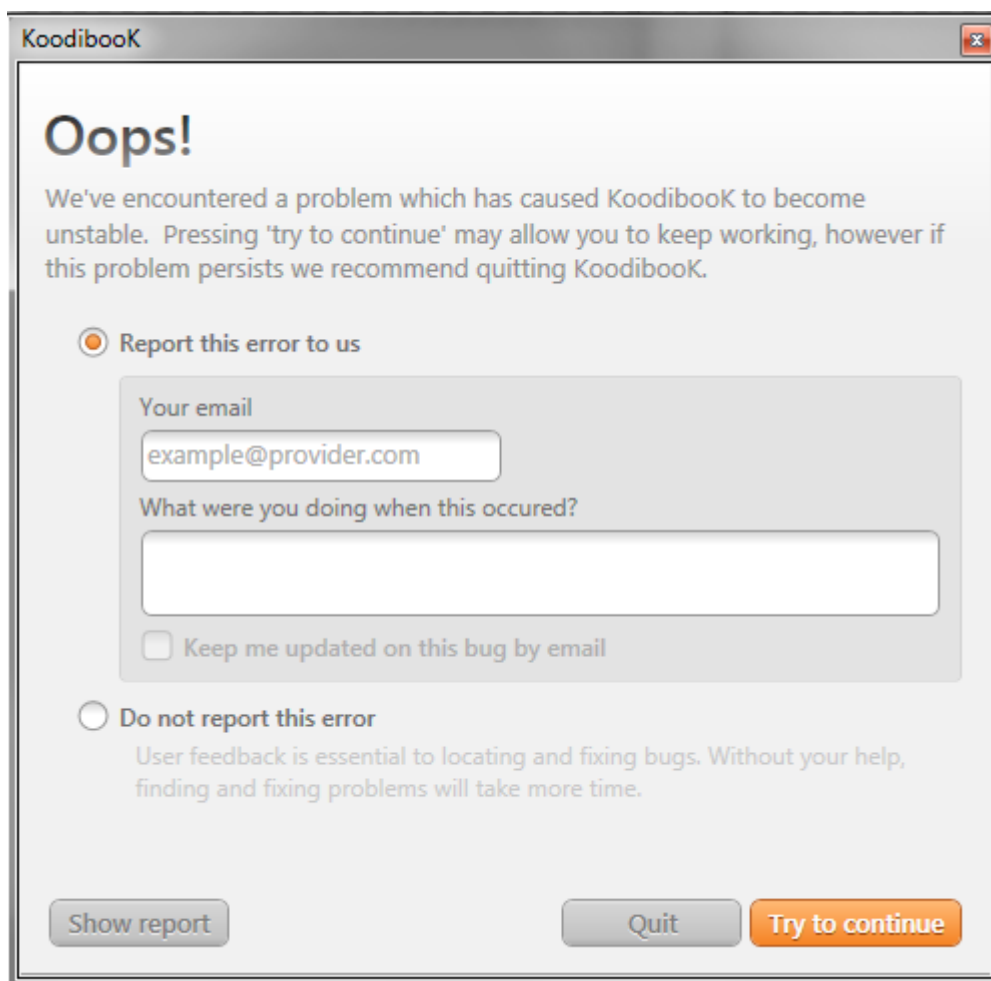 KoodibooK
Oops!
We've encountered a problem which has caused KoodibooK to become
unstable.  Pressing 'try to continue' may allow you to keep working, however if
this problem persists we recommend quitting KoodibooK.
Report this error to us
Your email
example@provider.com
What were you doing when this occured?
Keep me updated on this bug by email
Do not report this error
User feedback is essential to locating and fixing bugs. Without your help,
finding and fixing problems will take more time.
Show report
Quit
Try to continue